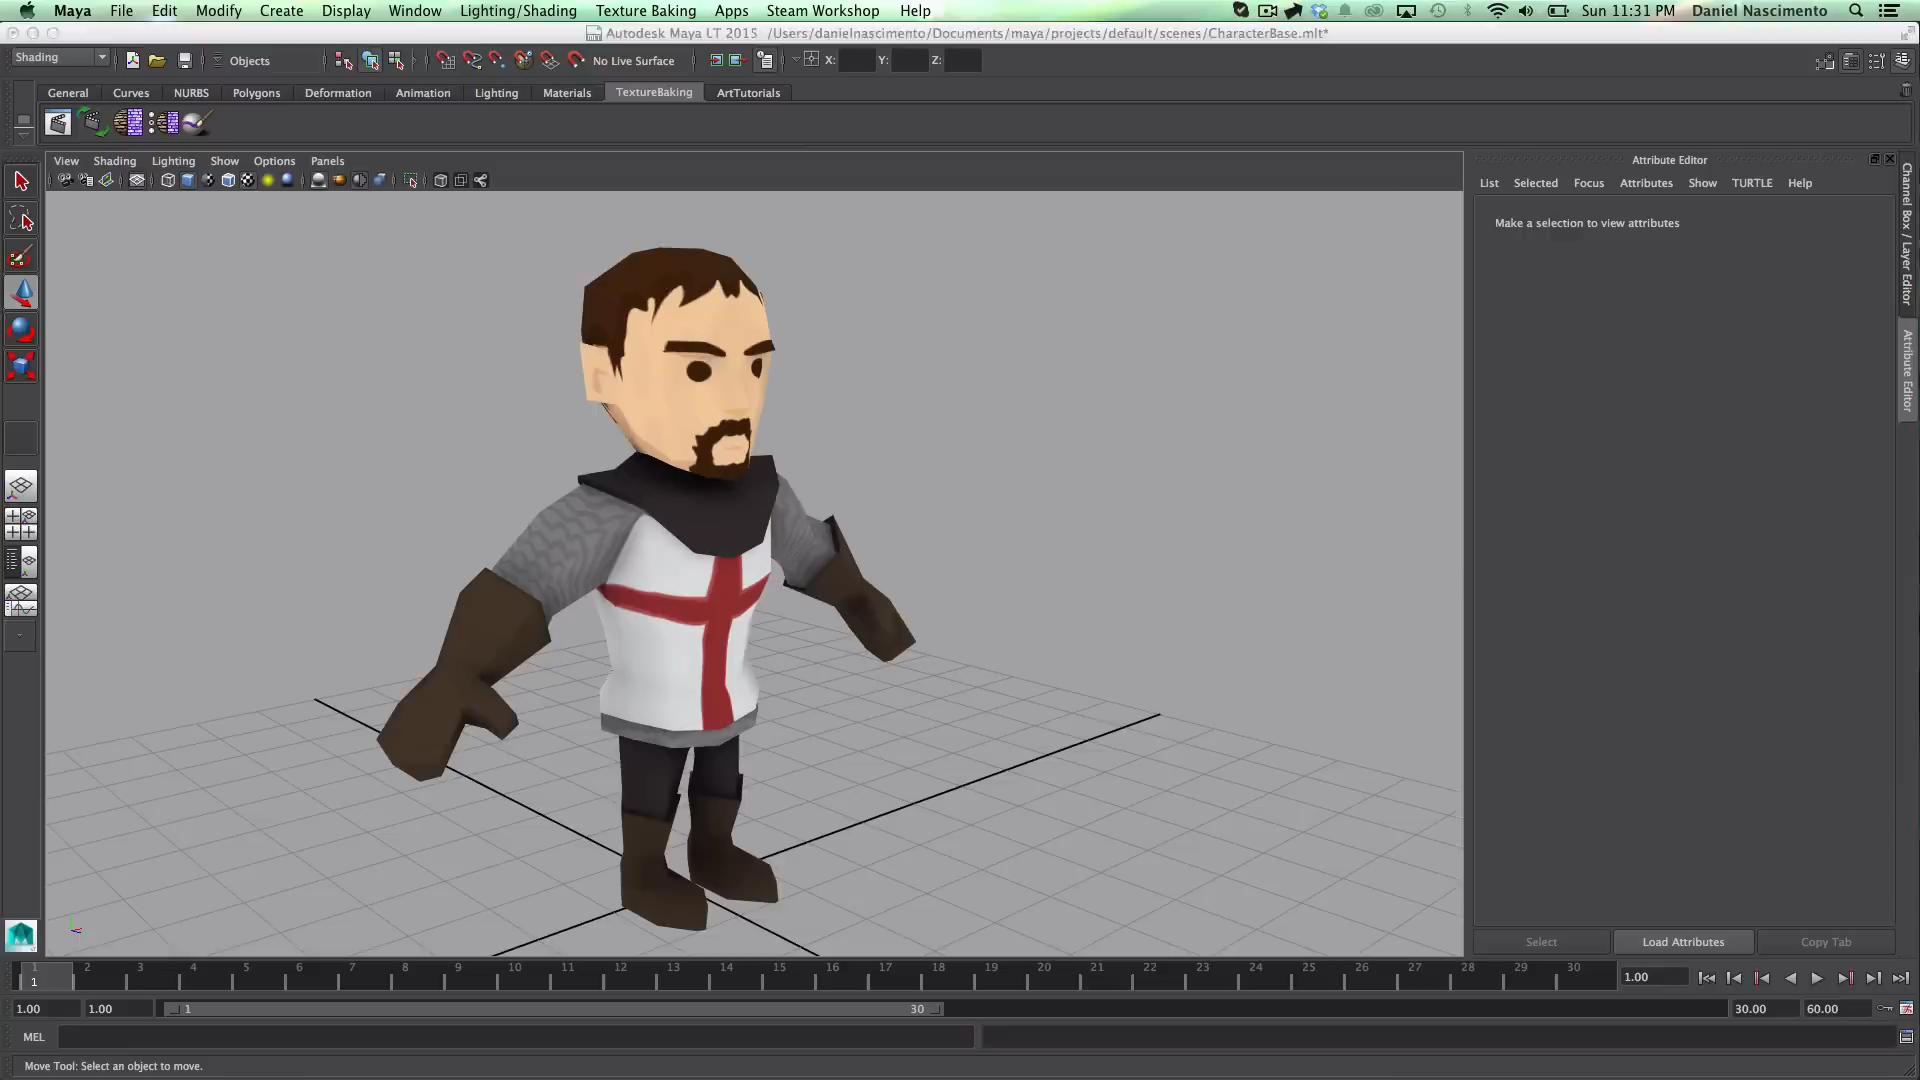 Maya File Edit Modify Create Display Window Lighting/Shading Texture Baking Apps Steam Workshop Help Sun 11:31 PM Daniel Nascimento
Autodesk Maya LT 2015 /Users/danielnascimento/Documents/maya/projects/default/scenes/CharacterBase.mlt*
Shading Objects No Live Surface X: Y: Z:
General Curves NURBS Polygons Deformation Animation Lighting Materials TextureBaking ArtTutorials
View Shading Lighting Show Options Panels
Attribute Editor
List Selected Focus Attributes Show TURTLE Help
Make a selection to view attributes
Channel Box / Layer Editor
Attribute Editor
Select Load Attributes Copy Tab
1 2 3 4 5 6 7 8 9 10 11 12 13 14 15 16 17 18 19 20 21 22 23 24 25 26 27 28 29 30
1 1.00
1.00 1.00 1 30 30.00 60.00
MEL
Move Tool: Select an object to move.